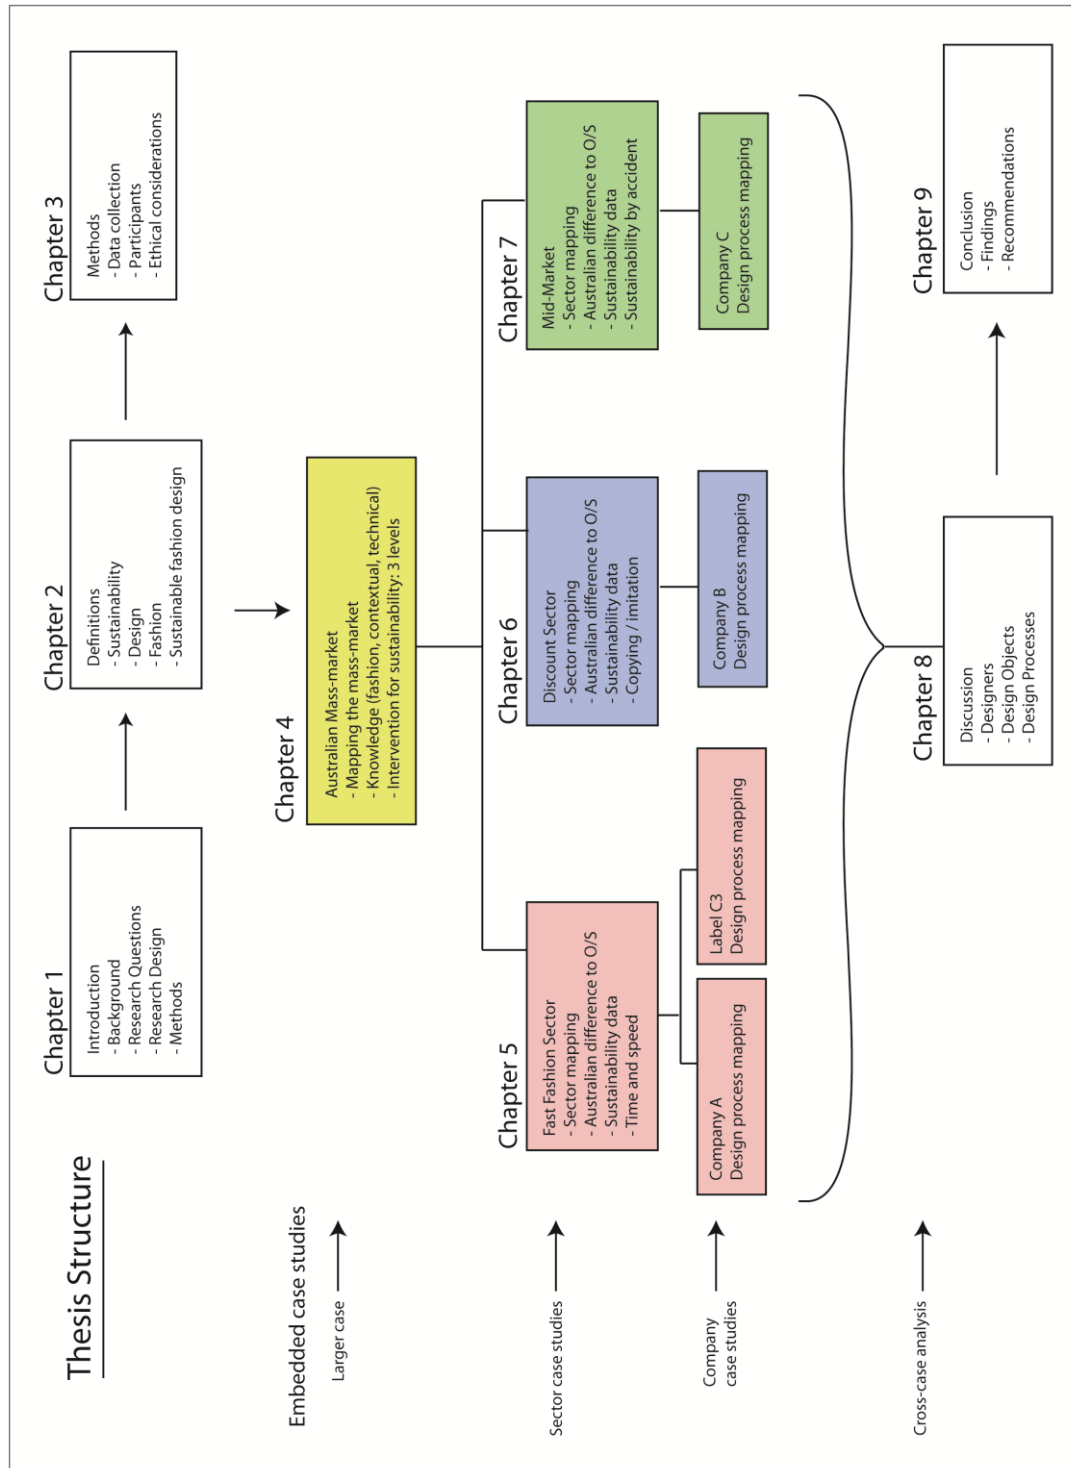 Thesis Structure
Chapter 1
Introduction
- Background
- Research Questions
- Research Design
- Methods
Chapter 2
Definitions
- Sustainability
- Design
- Fashion
- Sustainable fashion design
Chapter 3
Methods
- Data collection
- Participants
- Ethical considerations
Embedded case studies
Larger case
Chapter 4
Australian Mass-market
- Mapping the mass-market
- Knowledge (fashion, contextual, technical)
- Intervention for sustainability: 3 levels
Sector case studies
Chapter 5
Fast Fashion Sector
- Sector mapping
- Australian difference to O/S
- Sustainability data
- Time and speed
Chapter 6
Discount Sector
- Sector mapping
- Australian difference to O/S
- Sustainability data
- Copying / imitation
Chapter 7
Mid-Market
- Sector mapping
- Australian difference to O/S
- Sustainability data
- Sustainability by accident
Company
case studies
Company A
Design process mapping
Label C3
Design process mapping
Company B
Design process mapping
Company C
Design process mapping
Cross-case analysis
Chapter 8
Discussion
- Designers
- Design Objects
- Design Processes
Chapter 9
Conclusion
- Findings
- Recommendations